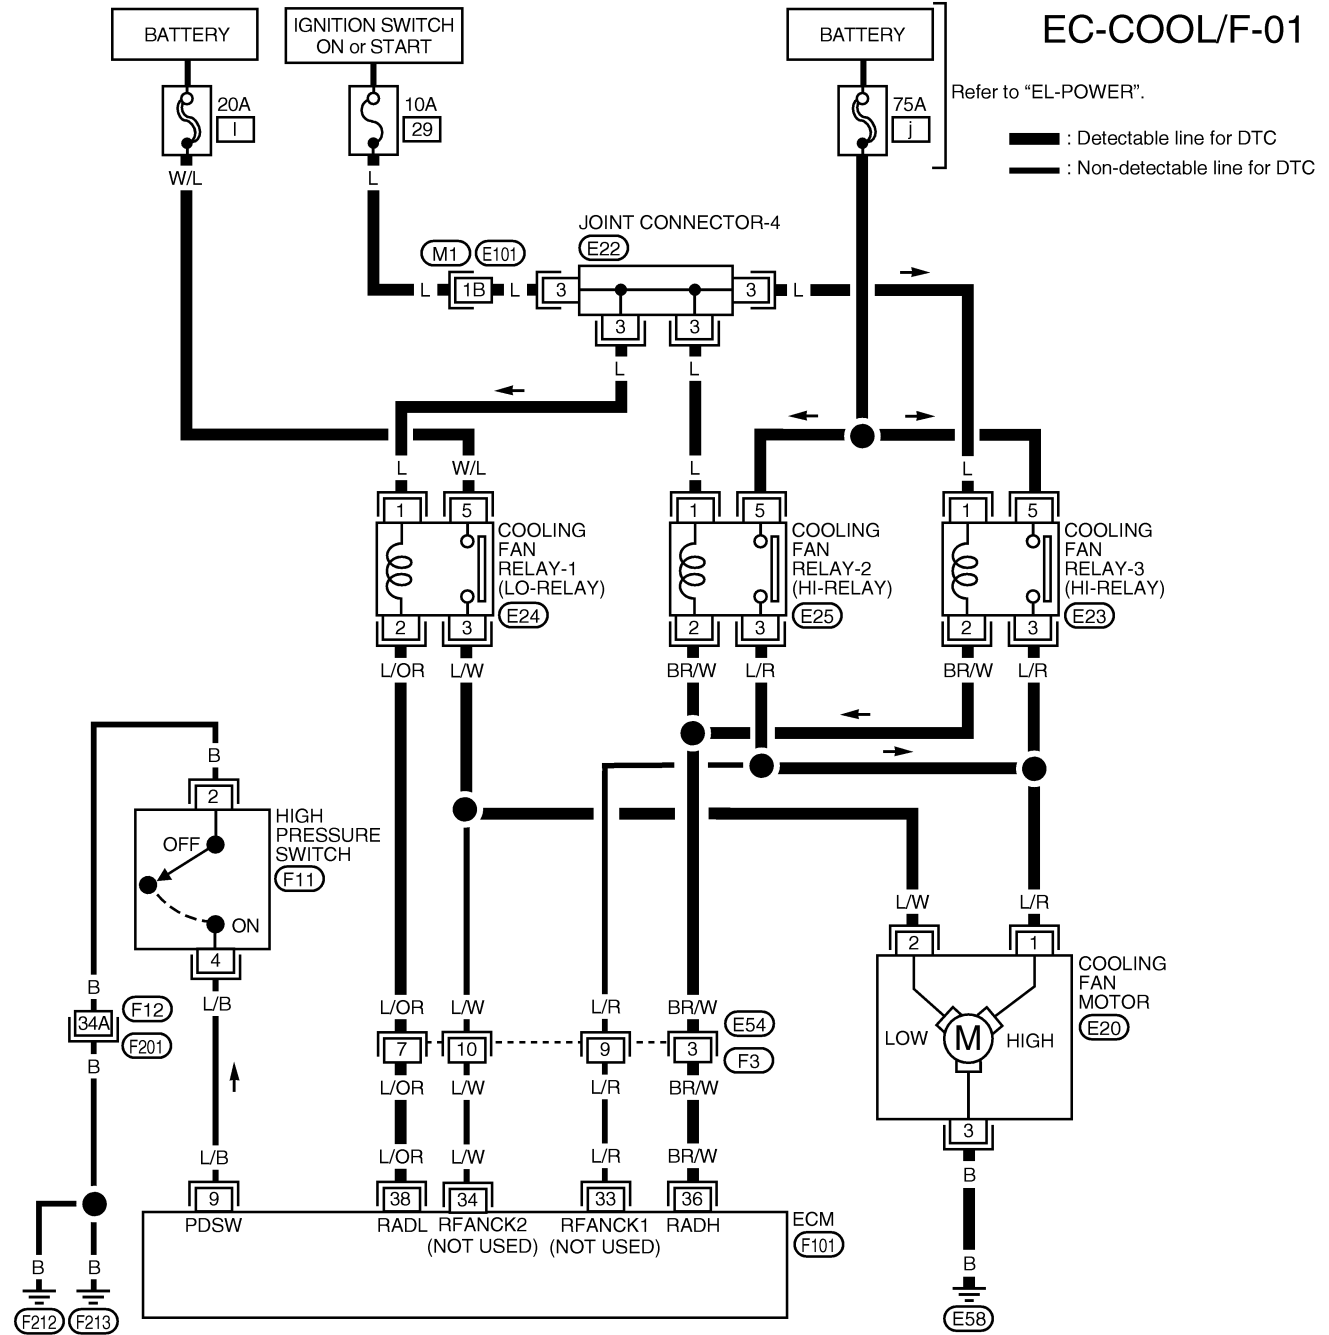 EC-COOL/F-01
BATTERY
IGNITION SWITCH
ON or START
BATTERY
Refer to “EL-POWER”.
20A
l
10A
29
75A
j
: Detectable line for DTC
: Non-detectable line for DTC
W/L
L
JOINT CONNECTOR-4
M1
E101
E22
L
1B
L
3
3
L
3
3
L
L
L
W/L
L
L
1
5
1
5
1
5
COOLING
FAN
RELAY-1
(LO-RELAY)
E24
COOLING
FAN
RELAY-2
(HI-RELAY)
E25
COOLING
FAN
RELAY-3
(HI-RELAY)
E23
2
3
2
3
2
3
L/OR
L/W
BR/W
L/R
BR/W
L/R
B
2
OFF
ON
HIGH
PRESSURE
SWITCH
F11
4
L/B
L/W
L/R
2
1
COOLING
FAN
MOTOR
E20
LOW
M
HIGH
3
B
B
E58
B
34A
F12
F201
B
L/OR
L/W
L/R
BR/W
E54
7
10
9
3
F3
L/OR
L/W
L/R
BR/W
L/B
L/OR
L/W
L/R
BR/W
9
38
34
33
36
PDSW
RADL
RFANCK2
(NOT USED)
RFANCK1
(NOT USED)
RADH
ECM
F101
B
B
F212
F213